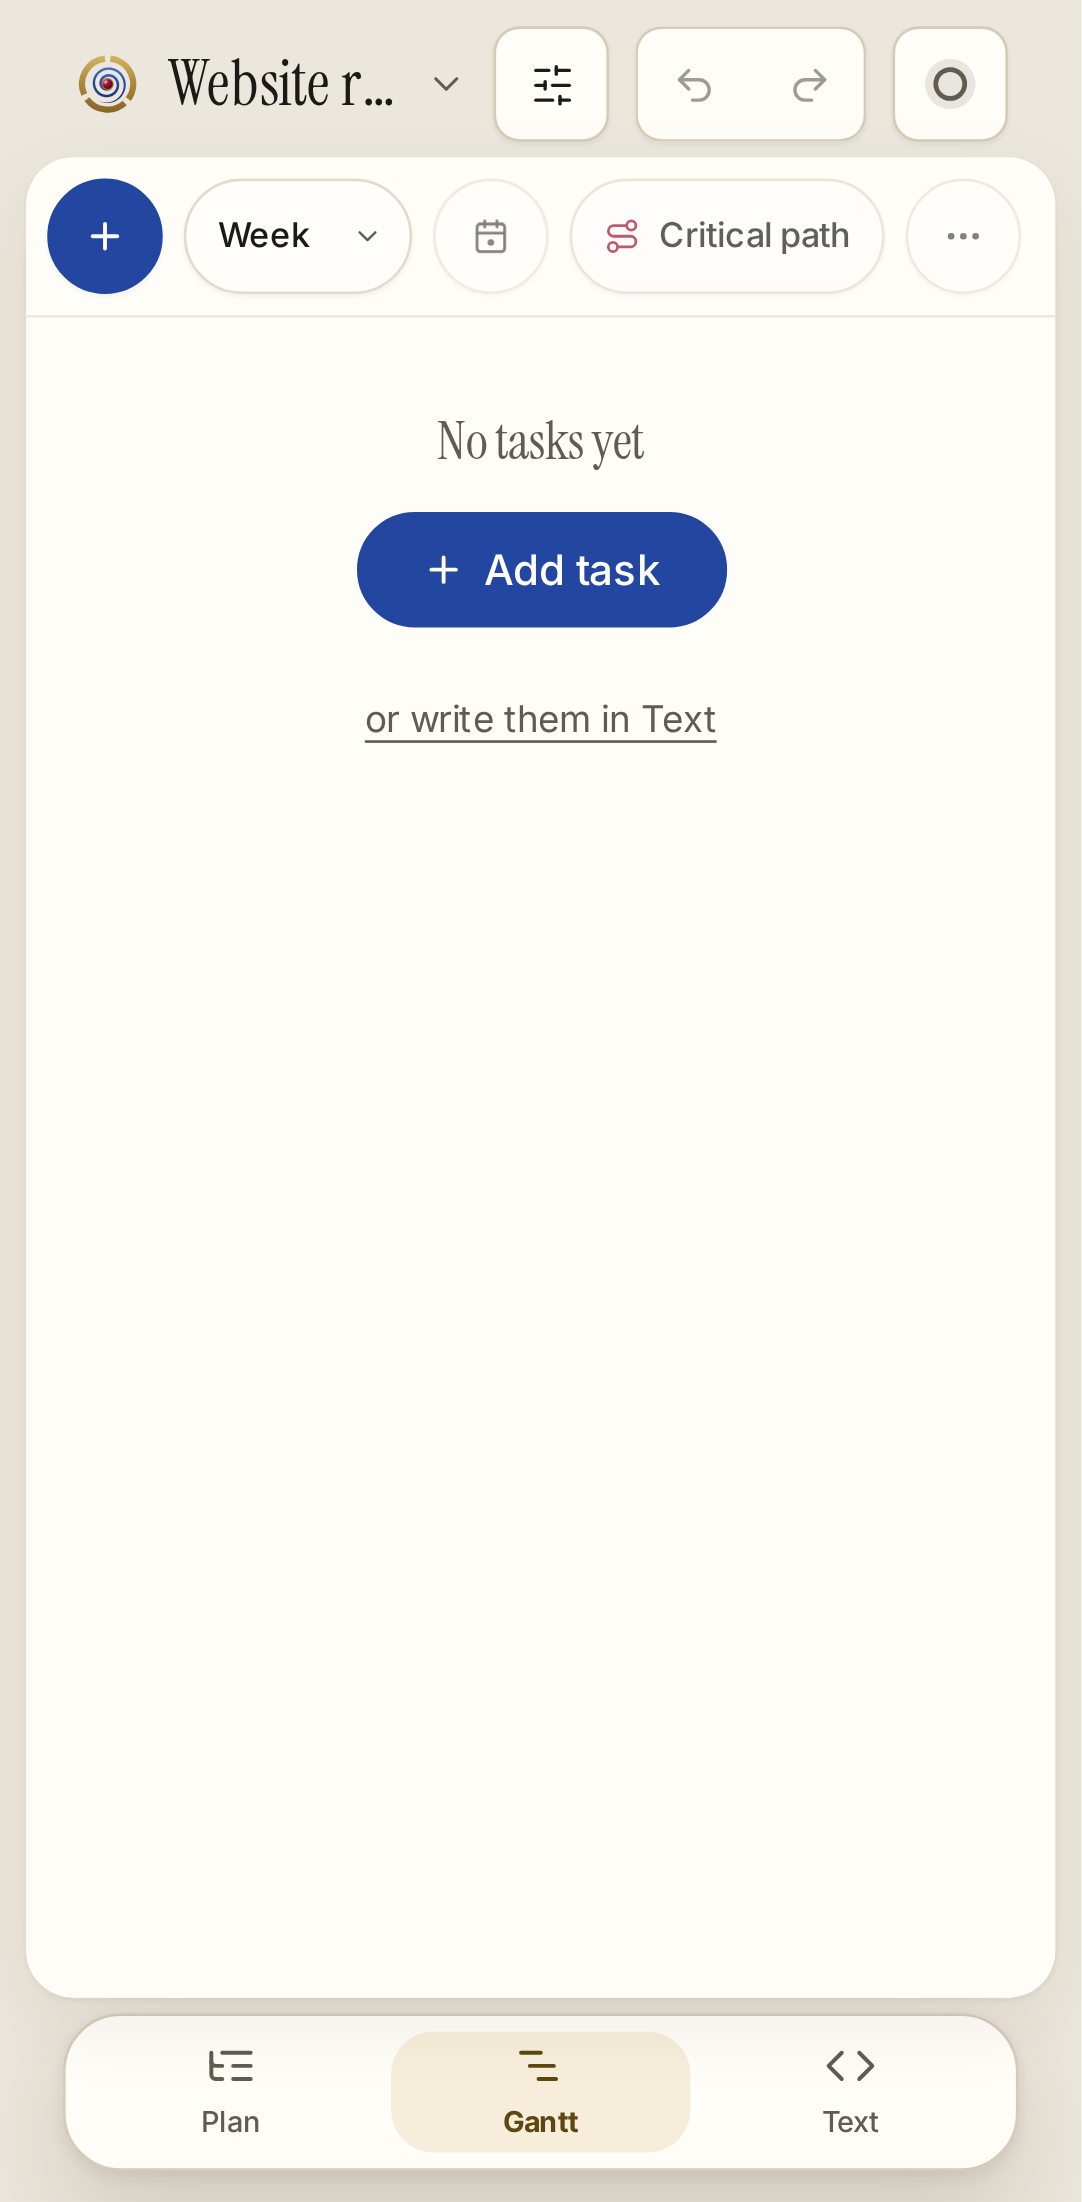 Website r...
Week
Critical path
No tasks yet
Add task
or write them in Text
Plan
Gantt
Text